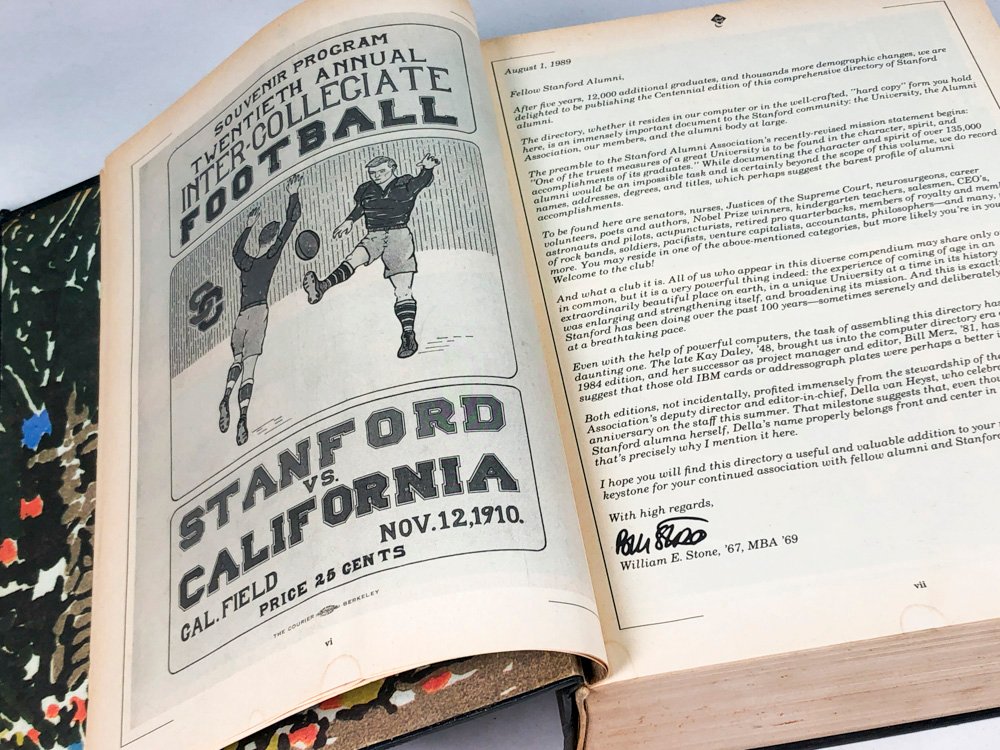 SOUVENIR PROGRAM
TWENTIETH ANNUAL
INTER-COLLEGIATE
FOOTBALL
SC
STANFORD
VS.
CALIFORNIA
NOV. 12, 1910.
CAL. FIELD
PRICE 25 CENTS
THE COURIER BERKELEY
vi
August 1, 1989
Fellow Stanford Alumni,
After five years, 12,000 additional graduates, and thousands more demographic changes, we are
delighted to be publishing the Centennial edition of this comprehensive directory of Stanford
alumni.
The directory, whether it resides in our computer or in the well-crafted, "hard copy" form you hold
here, is an immensely important document to the Stanford community: the University, the Alumni
Association, our members, and the alumni body at large.
The preamble to the Stanford Alumni Association's recently-revised mission statement begins:
"One of the truest measures of a great University is to be found in the character, spirit, and
accomplishments of its graduates." While documenting the character and spirit of over 135,000
alumni would be an impossible task and is certainly beyond the scope of this volume, we do record
names, addresses, degrees, and titles, which perhaps suggest the barest profile of alumni
accomplishments.
To be found here are senators, nurses, Justices of the Supreme Court, neurosurgeons, career
volunteers, poets and authors, Nobel Prize winners, kindergarten teachers, salesmen, CEO's,
astronauts and pilots, acupuncturists, retired pro quarterbacks, members of royalty and
of rock bands, soldiers, pacifists, venture capitalists, accountants, philosophers—and many,
more. You may reside in one of the above-mentioned categories, but more likely you're in
Welcome to the club!
And what a club it is. All of us who appear in this diverse compendium may share only
in common, but it is a very powerful thing indeed: the experience of coming of age in an
extraordinarily beautiful place on earth, in a unique University at a time in its history
was enlarging and strengthening itself, and broadening its mission. And this is exactly
Stanford has been doing over the past 100 years—sometimes serenely and deliberately,
at a breathtaking pace.
Even with the help of powerful computers, the task of assembling this directory has
daunting one. The late Kay Daley, '48, brought us into the computer directory era
1984 edition, and her successor as project manager and editor, Bill Merz, '81, has
suggest that those old IBM cards or addressograph plates were perhaps a better
Both editions, not incidentally, profited immensely from the stewardship of the
Association's deputy director and editor-in-chief, Della van Heyst, who
anniversary on the staff this summer. That milestone suggests that, even
Stanford alumna herself, Della's name properly belongs front and center in
that's precisely why I mention it here.
I hope you will find this directory a useful and valuable addition to your
keystone for your continued association with fellow alumni and
With high regards,
William E. Stone, '67, MBA '69
vii